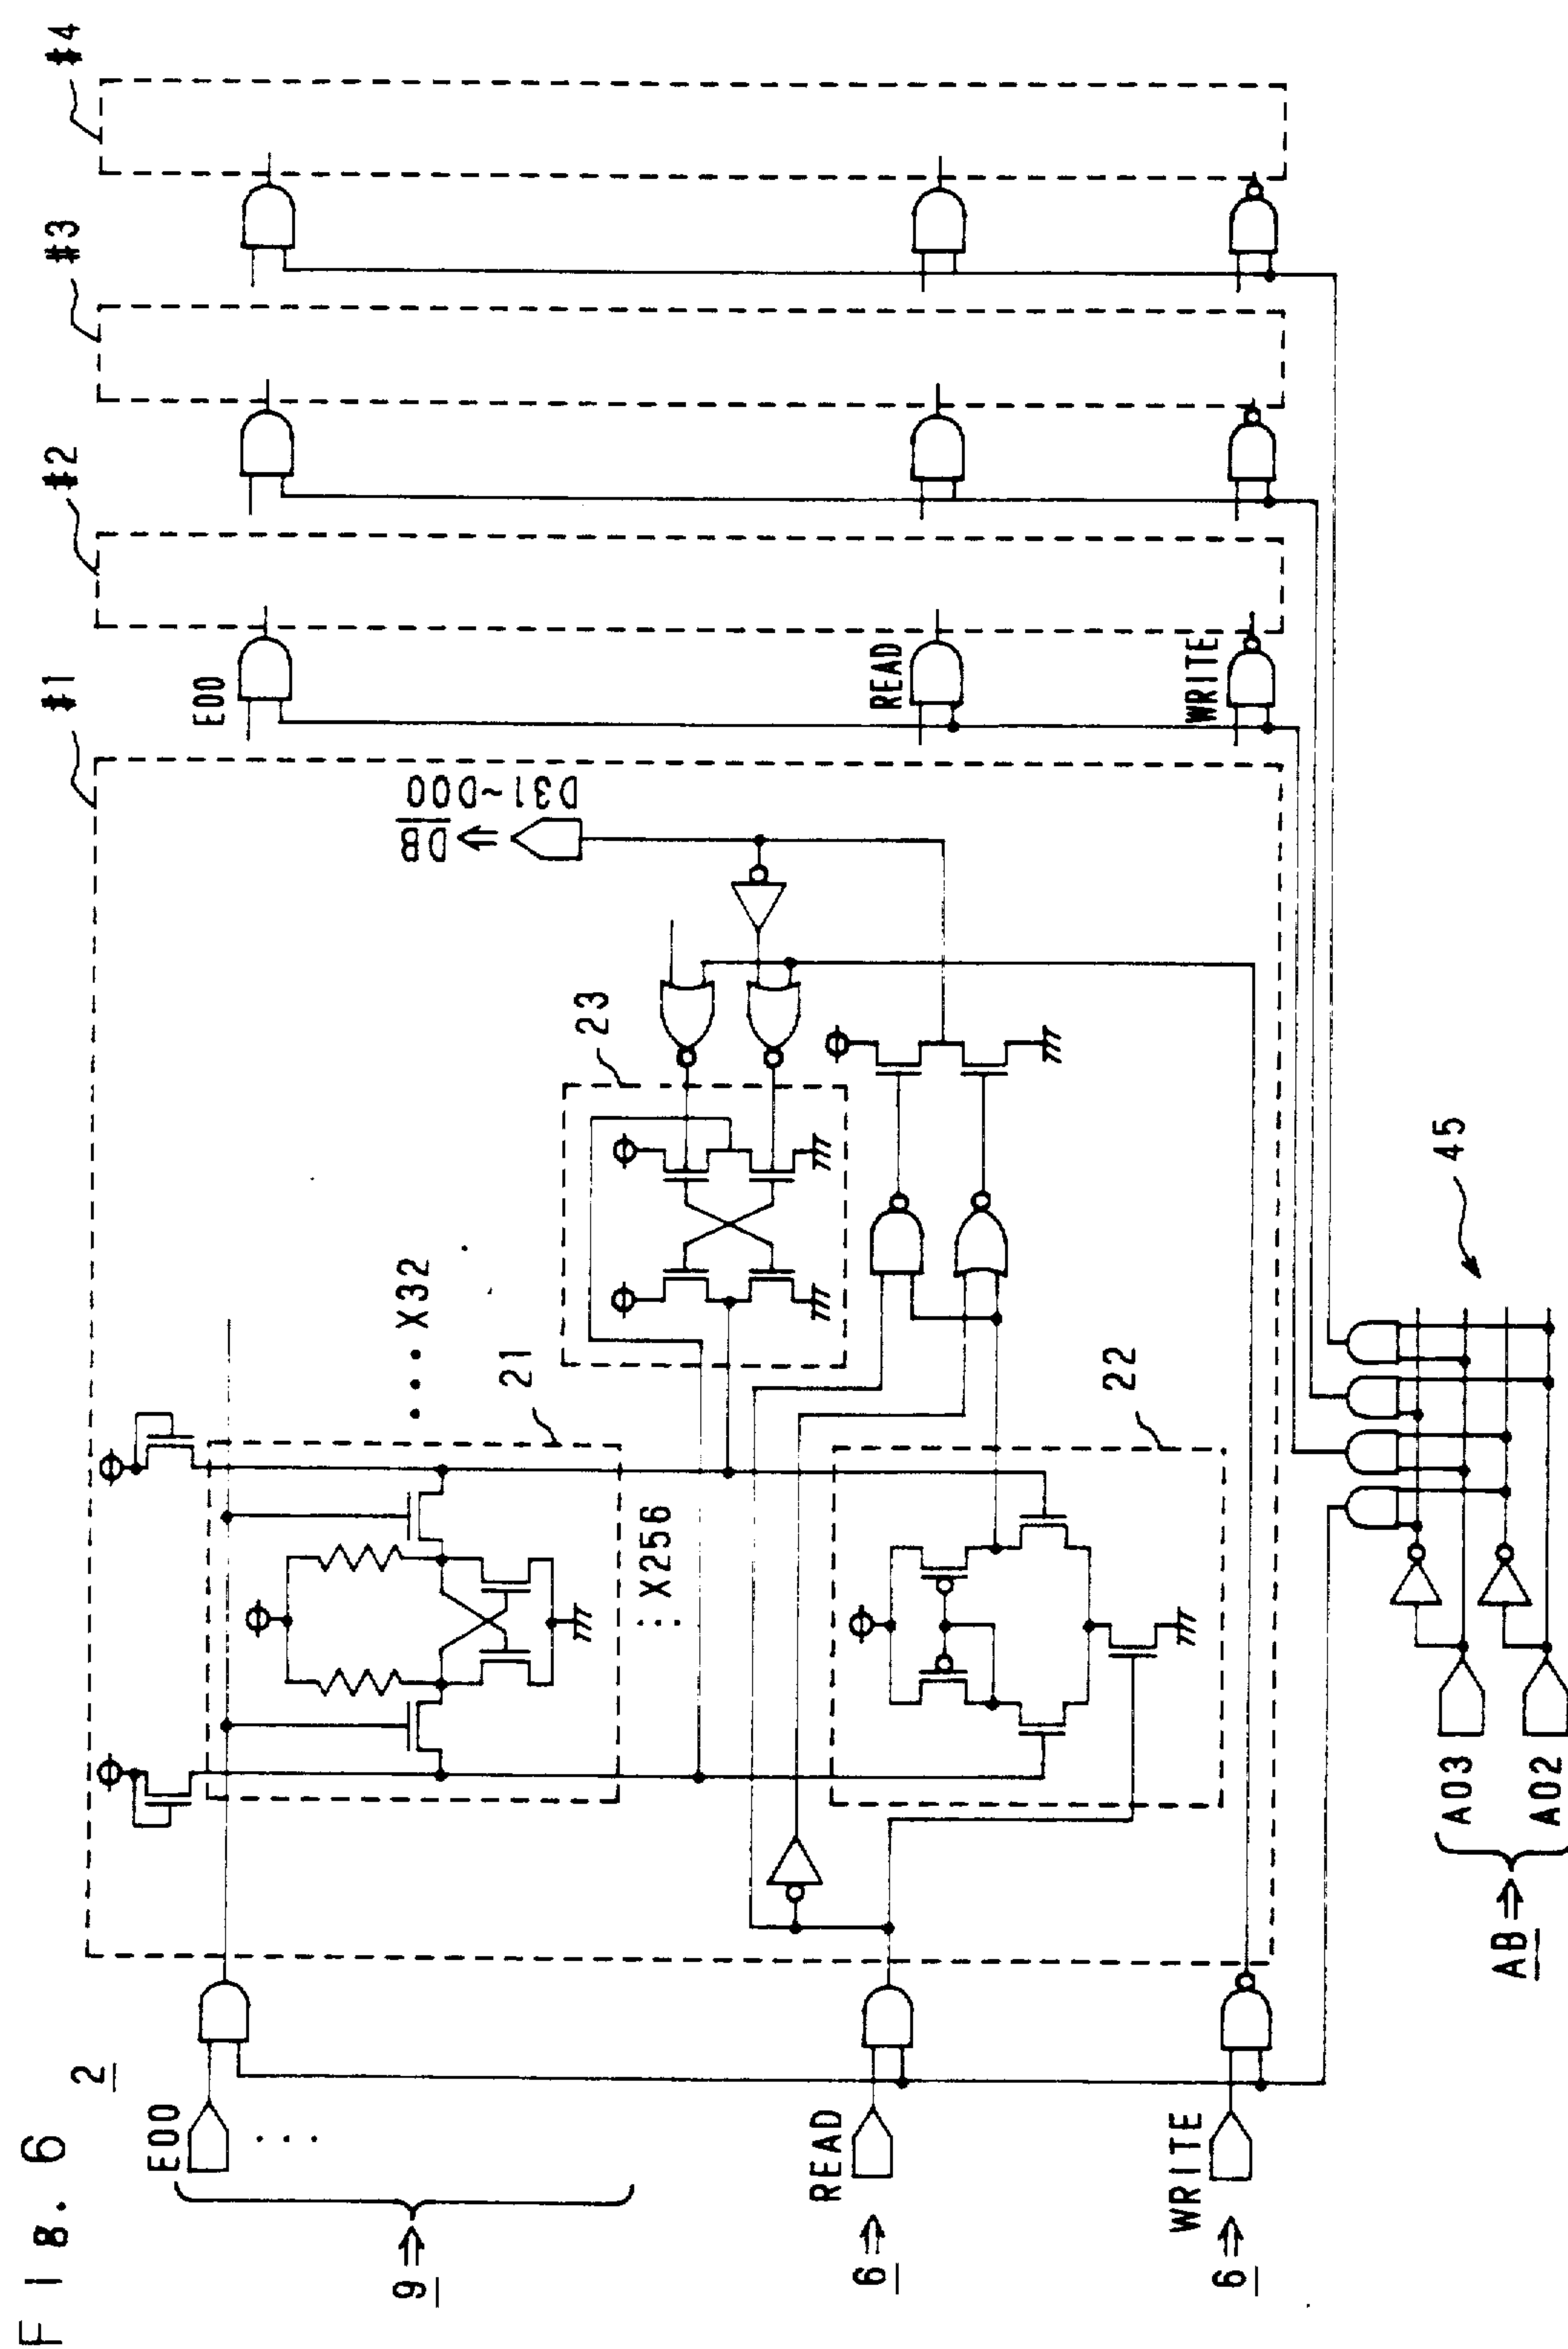 FIG. 6
2
#1
#2
#3
#4
E00
...
9 ⇒
E00
READ
WRITE
DB
D31~D00
23
21
...X32
⋮X256
22
READ
6 ⇒
WRITE
6 ⇒
45
A03
A02
AB ⇒